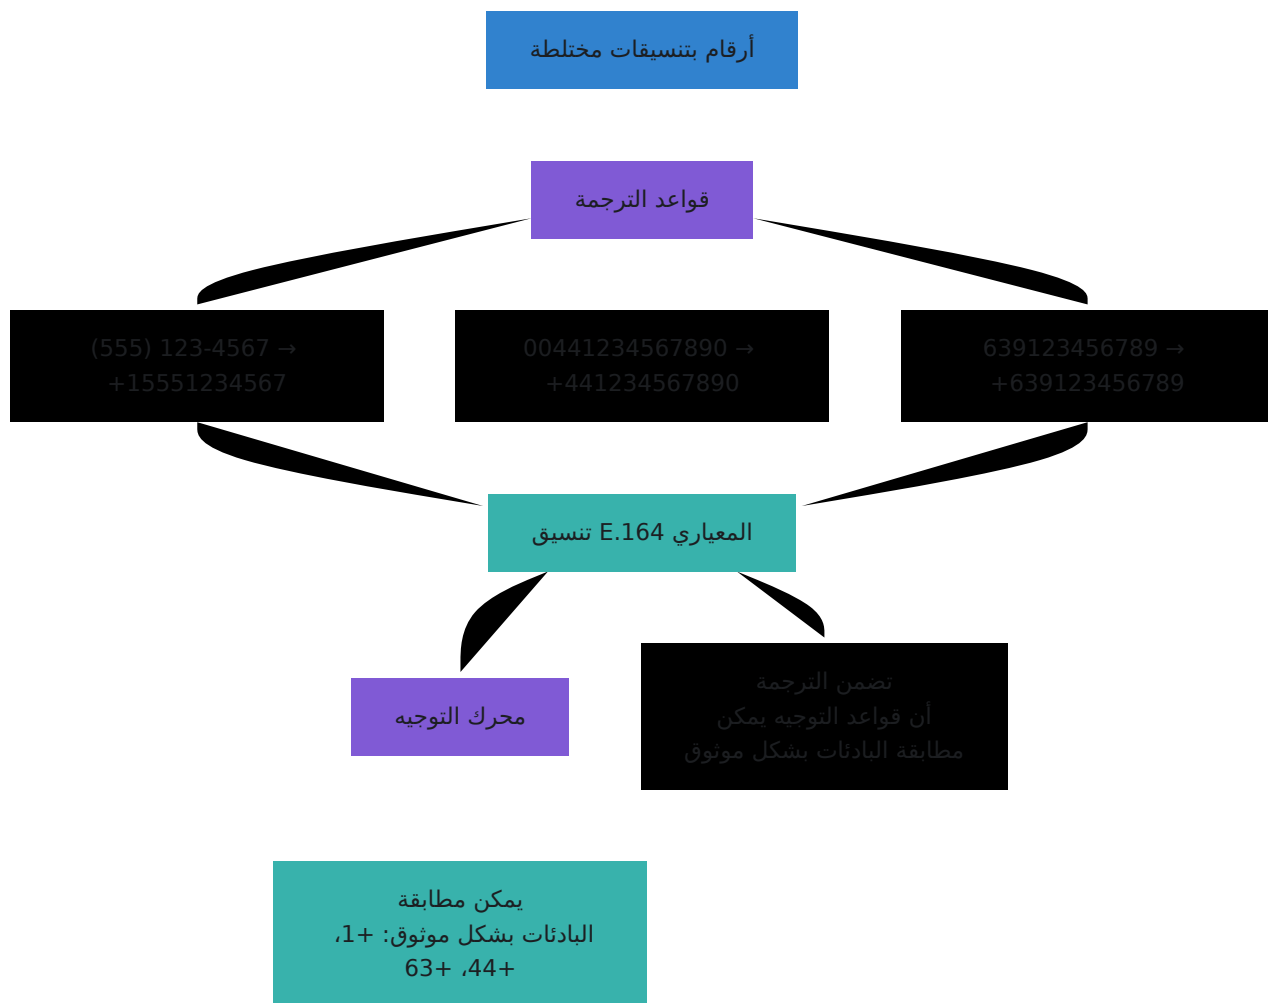 أرقام بتنسيقات مختلطة
قواعد الترجمة
(555) 123-4567 →
+15551234567
00441234567890 →
+441234567890
639123456789 →
+639123456789
تنسيق E.164 المعياري
محرك التوجيه
تضمن الترجمة
أن قواعد التوجيه يمكن
مطابقة البادئات بشكل موثوق
يمكن مطابقة
البادئات بشكل موثوق: +1،
+44، +63